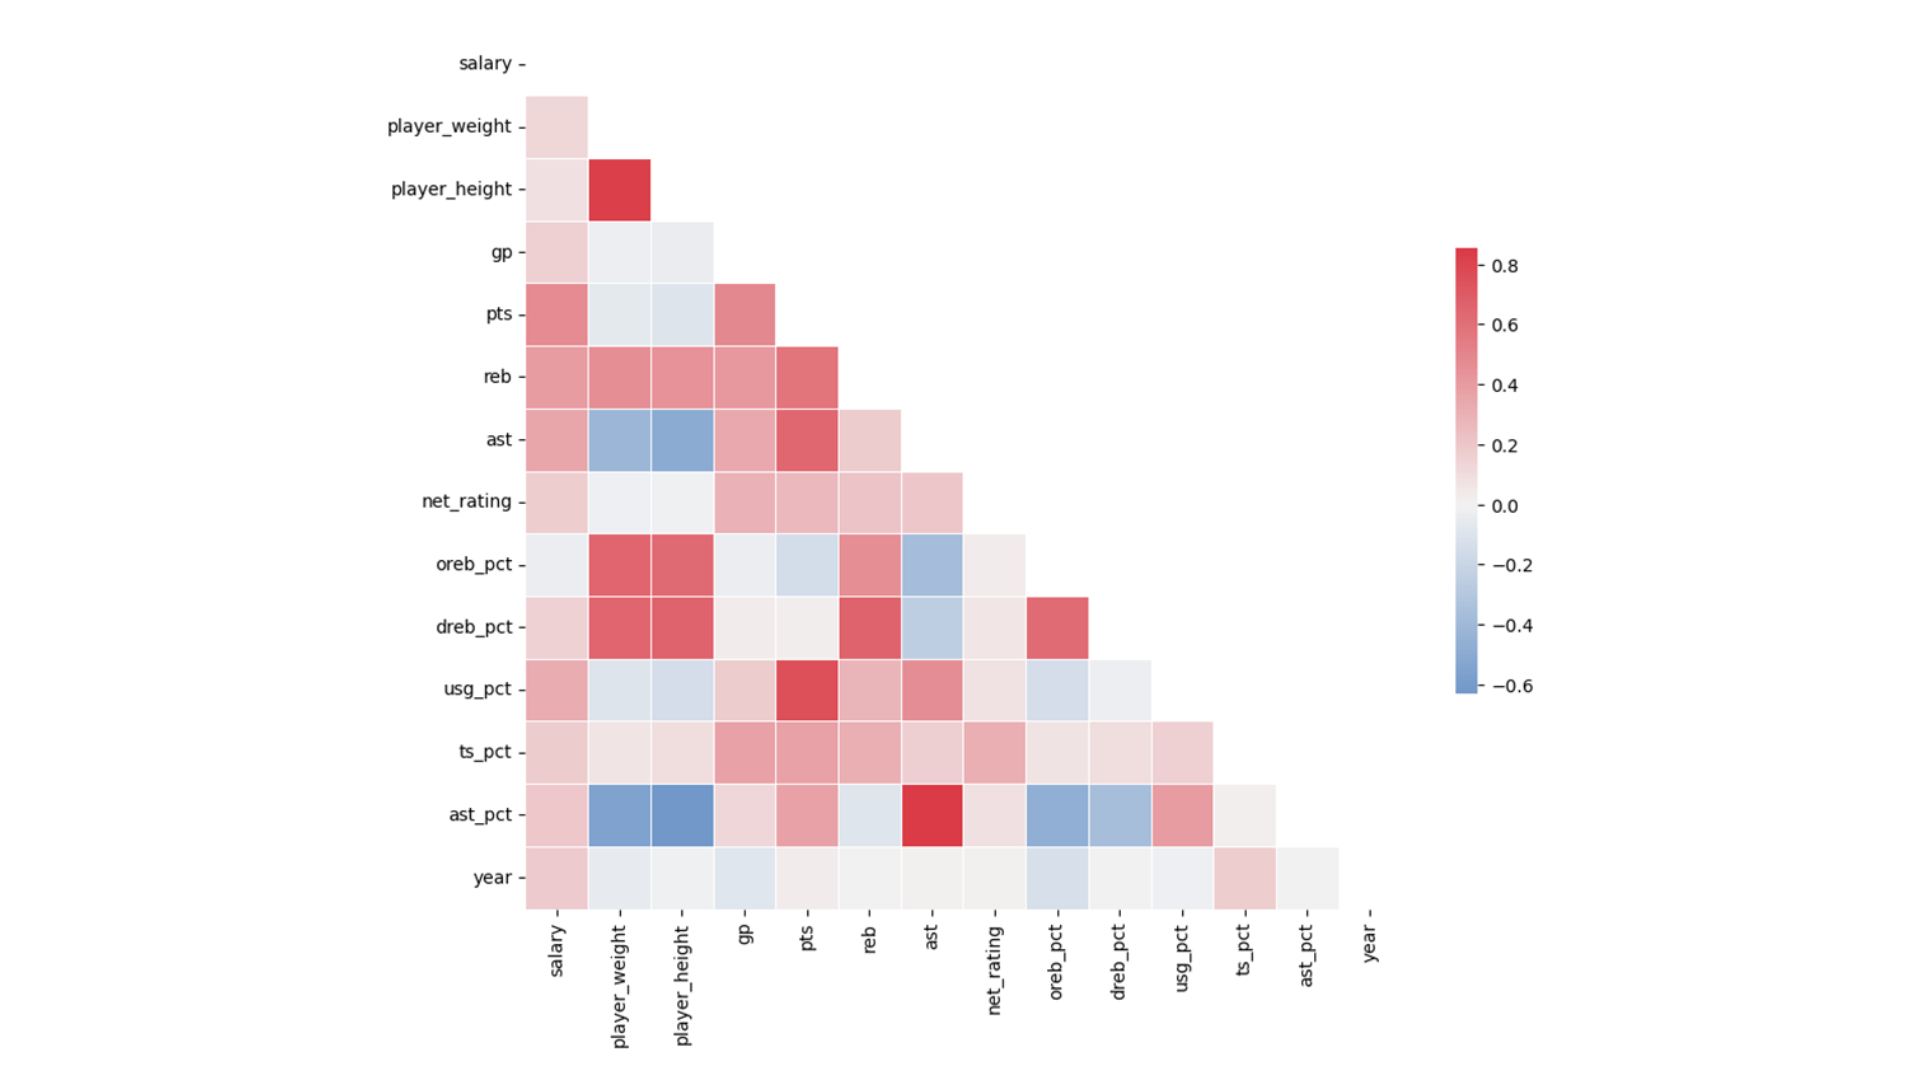 salary
player_weight
player_height
gp
pts
reb
ast
net_rating
oreb_pct
dreb_pct
usg_pct
ts_pct
ast_pct
year
salary
player_weight
player_height
gp
pts
reb
ast
net_rating
oreb_pct
dreb_pct
usg_pct
ts_pct
ast_pct
year
0.8
0.6
0.4
0.2
0.0
−0.2
−0.4
−0.6